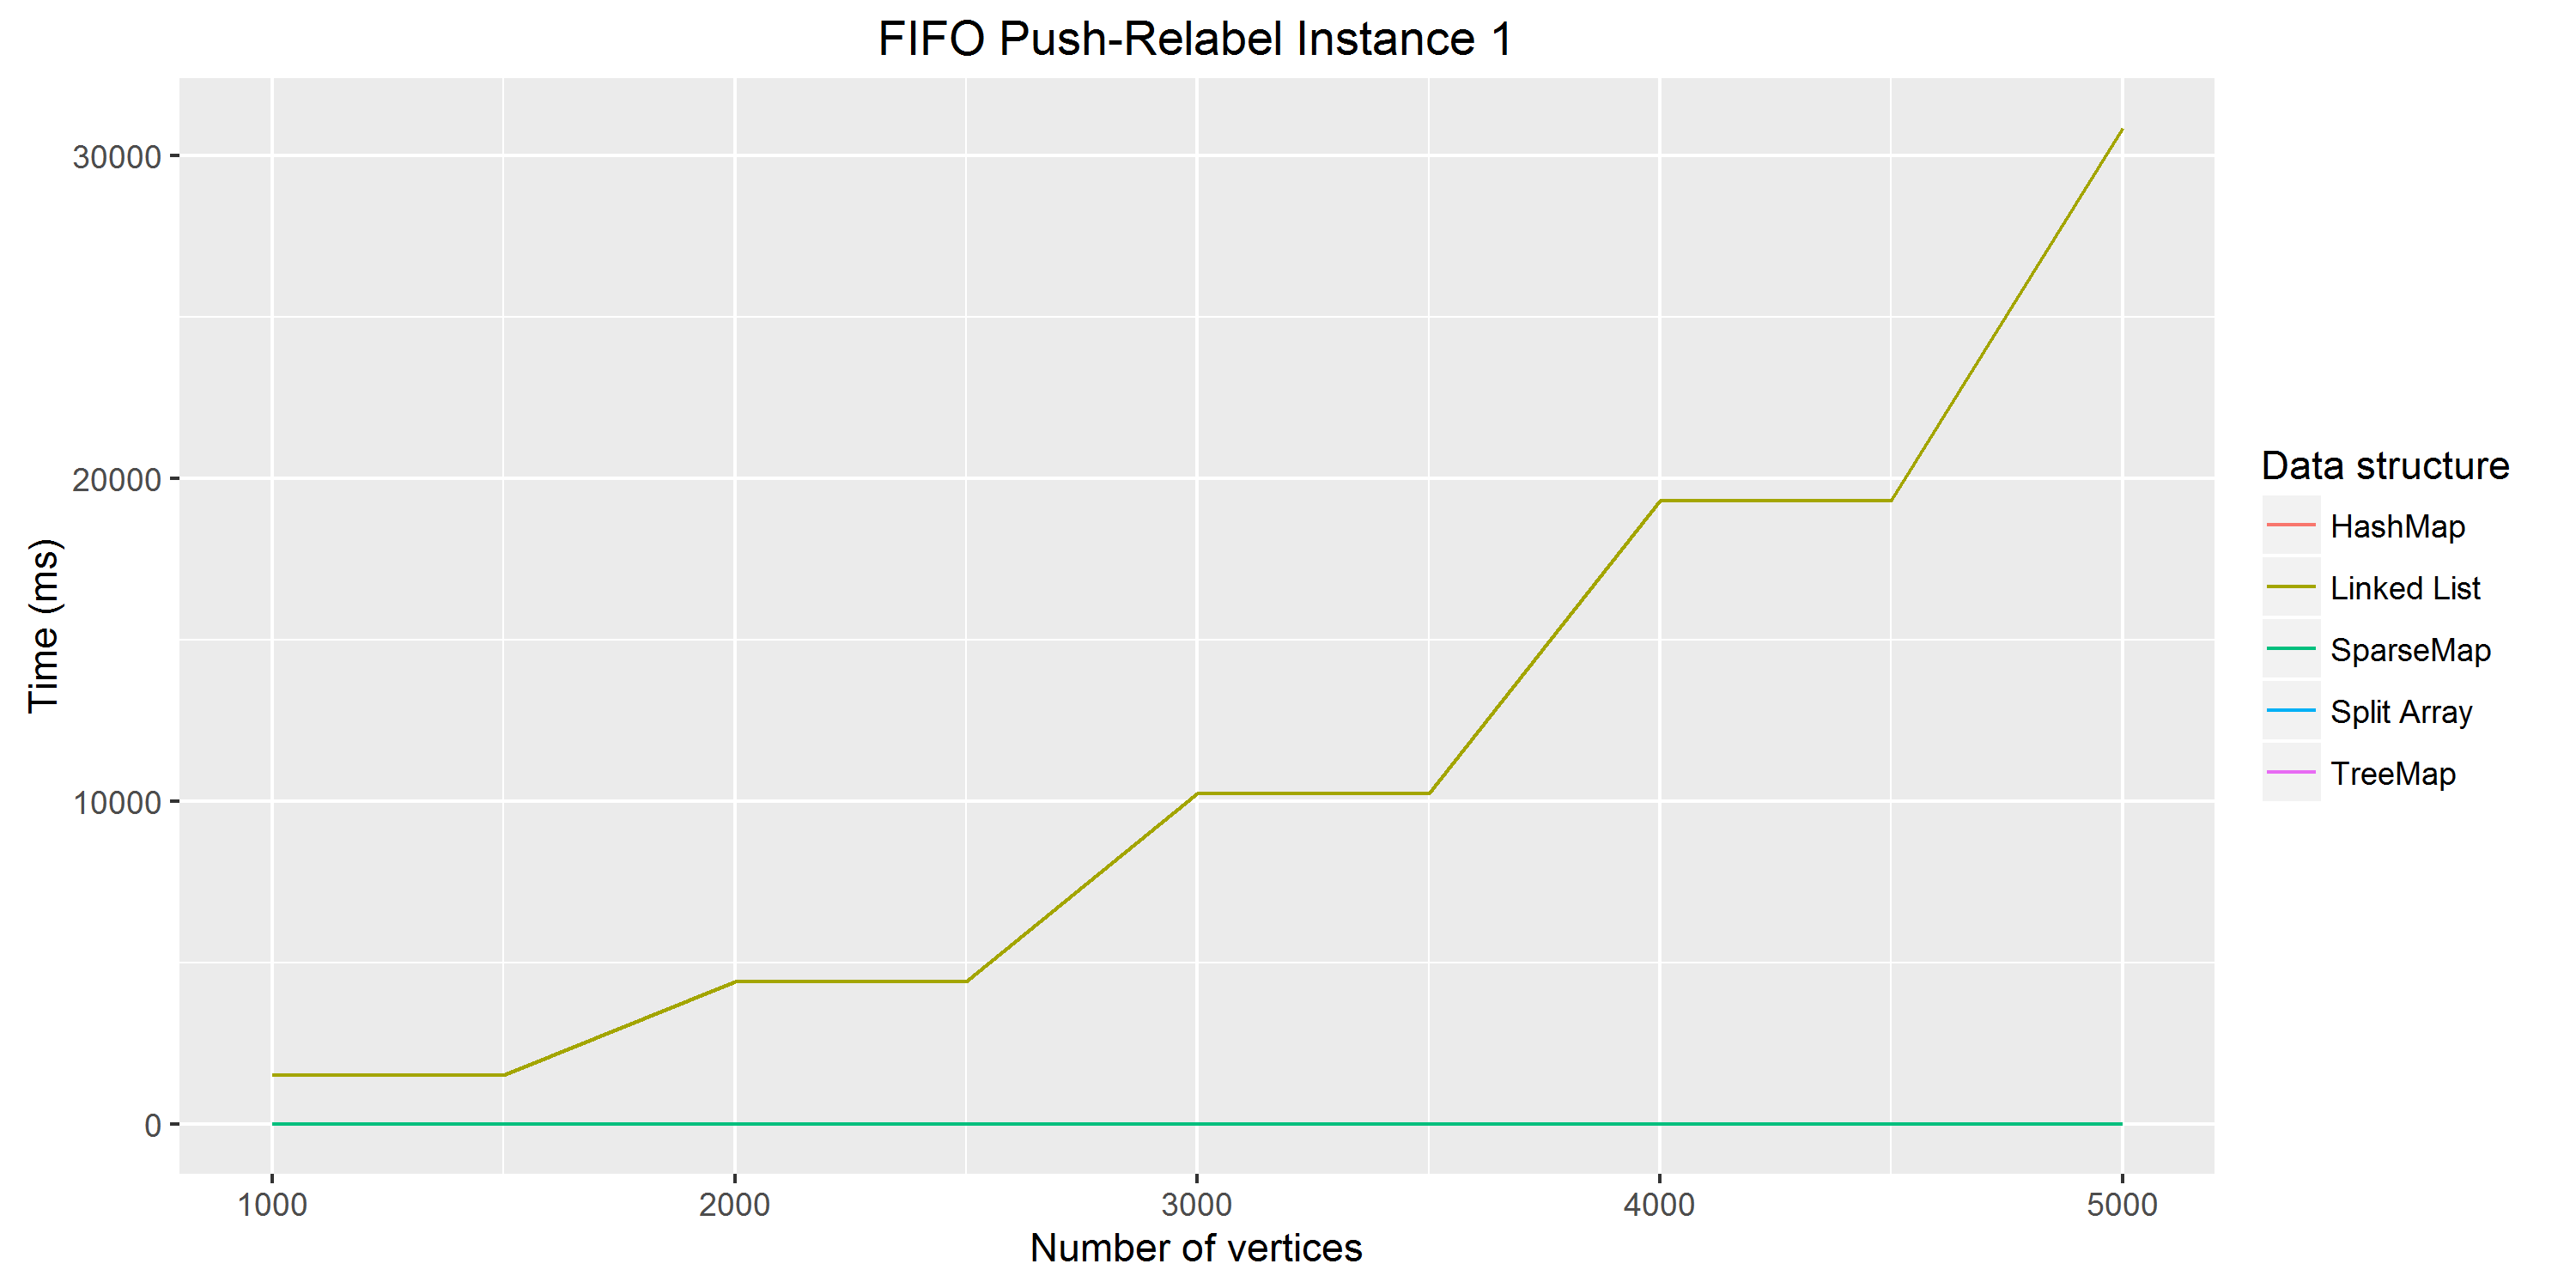 FIFO Push-Relabel Instance 1
30000
20000
10000
0
Time (ms)
1000 2000 3000 4000 5000
Number of vertices
Data structure
HashMap
Linked List
SparseMap
Split Array
TreeMap